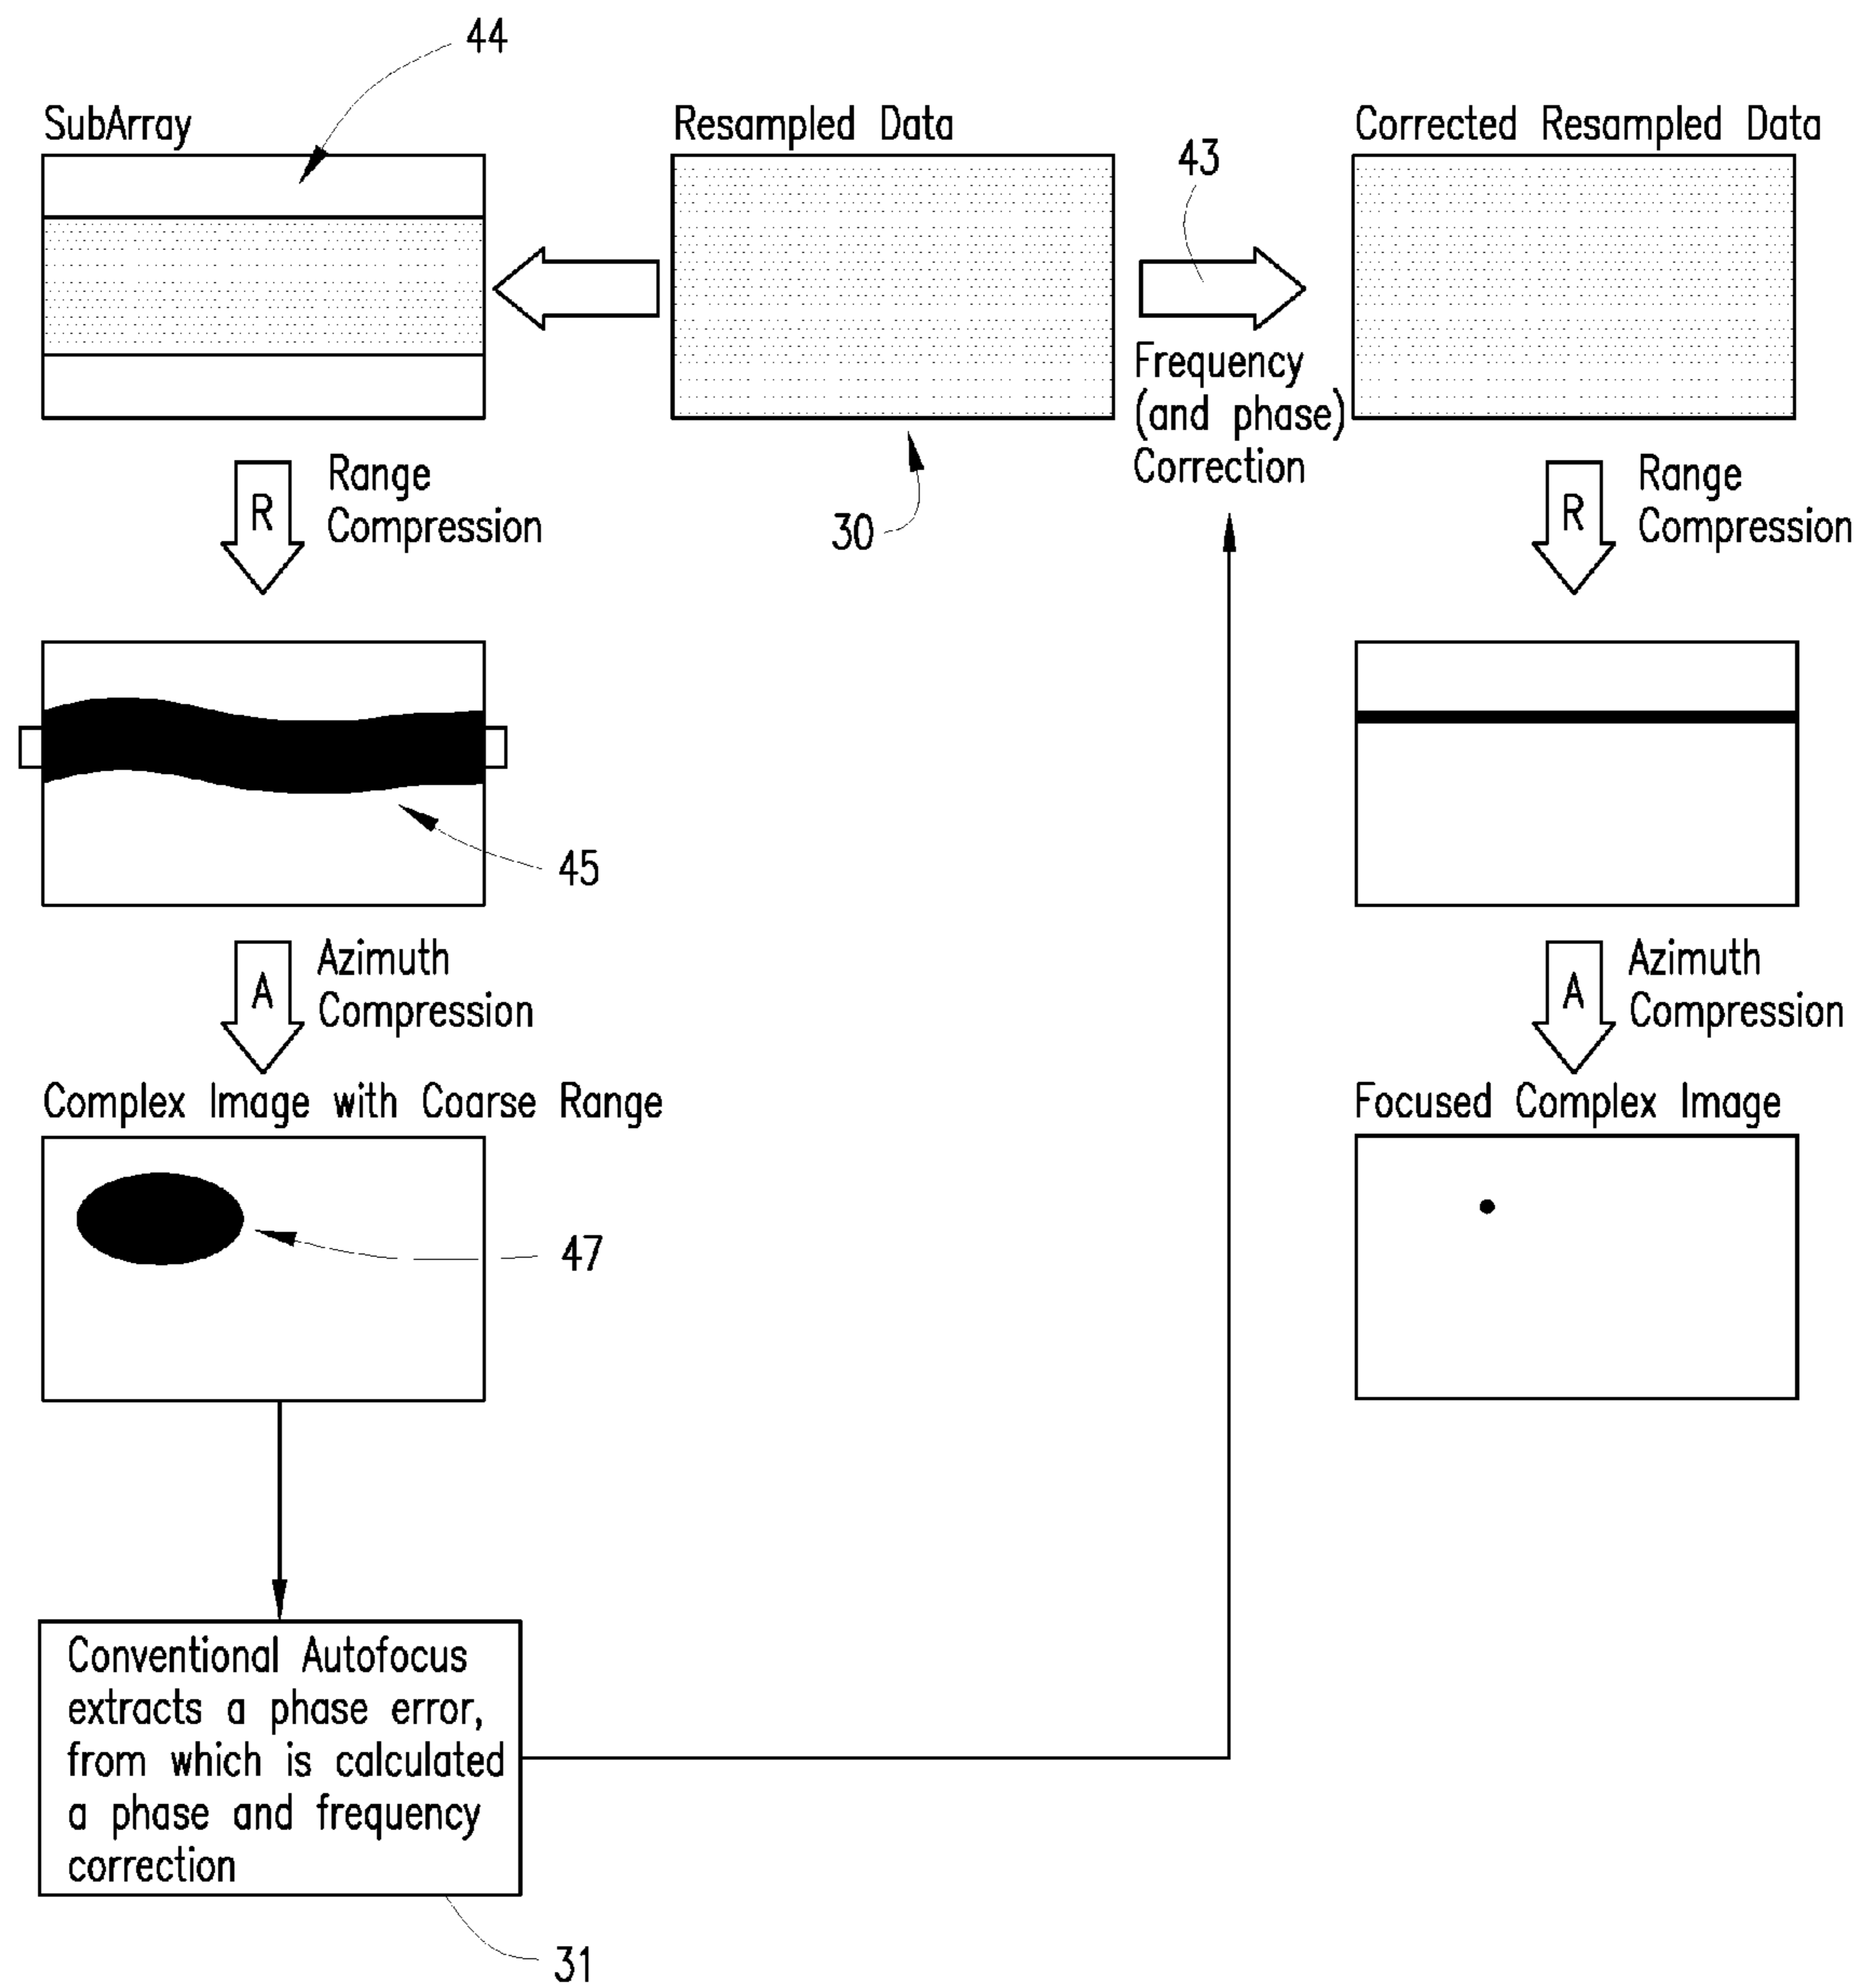 44
SubArray
Resampled Data
Corrected Resampled Data
43
Frequency
(and phase)
Correction
30
R
Range
Compression
R
Range
Compression
45
A
Azimuth
Compression
A
Azimuth
Compression
Complex Image with Coarse Range
Focused Complex Image
47
Conventional Autofocus
extracts a phase error,
from which is calculated
a phase and frequency
correction
31